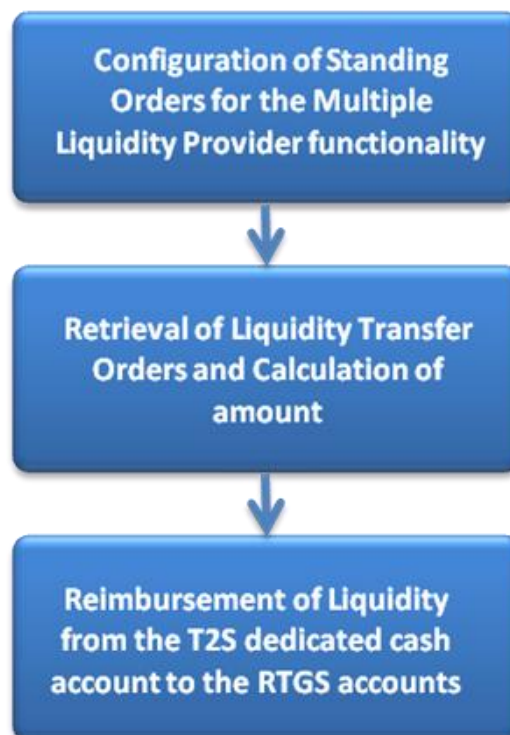 Configuration of Standing
Orders for the Multiple
Liquidity Provider functionality
Retrieval of Liquidity Transfer
Orders and Calculation of
amount
Reimbursement of Liquidity
from the T2S dedicated cash
account to the RTGS accounts